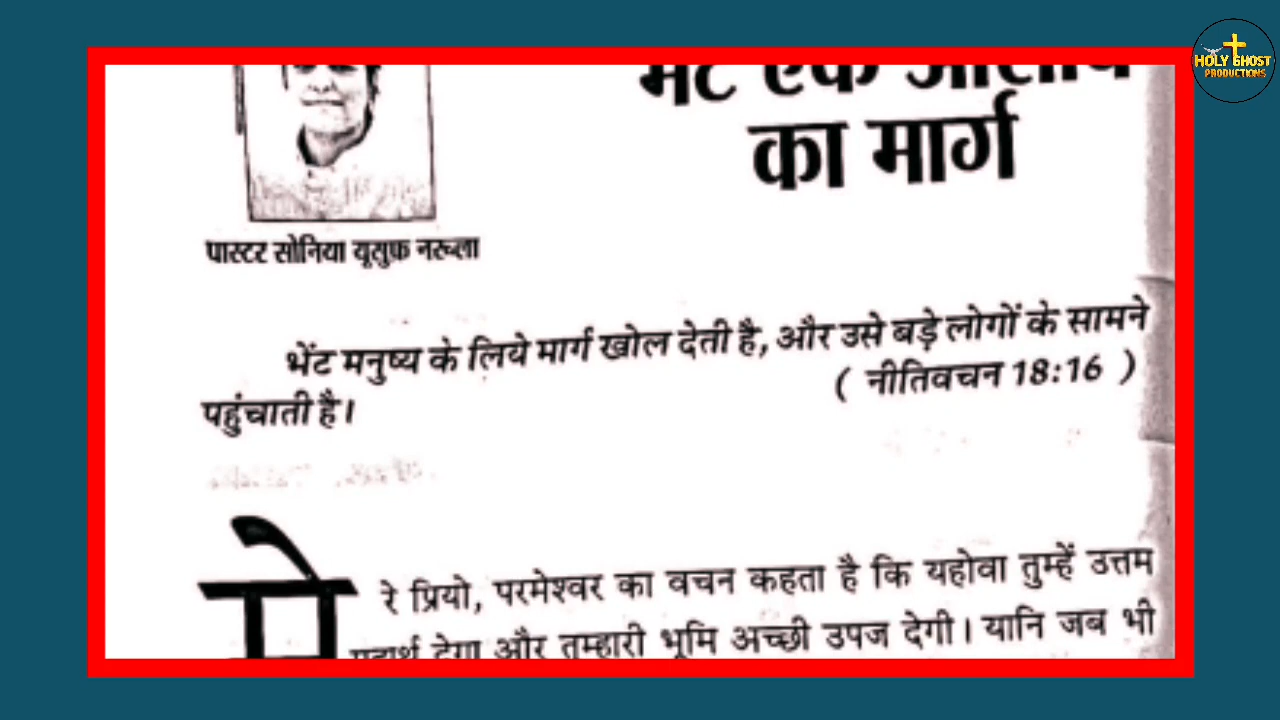 का मार्ग
पास्टर सोनिया यूसुफ़ नरूला
भेंट मनुष्य के लिये मार्ग खोल देती है, और उसे बड़े लोगों के सामने
पहुंचाती है।
( नीतिवचन 18:16 )
मेरे प्रियो, परमेश्वर का वचन कहता है कि यहोवा तुम्हें उत्तम
पदार्थ देगा और तुम्हारी भूमि अच्छी उपज देगी। यानि जब भी
HOLY GHOST
PRODUCTIONS